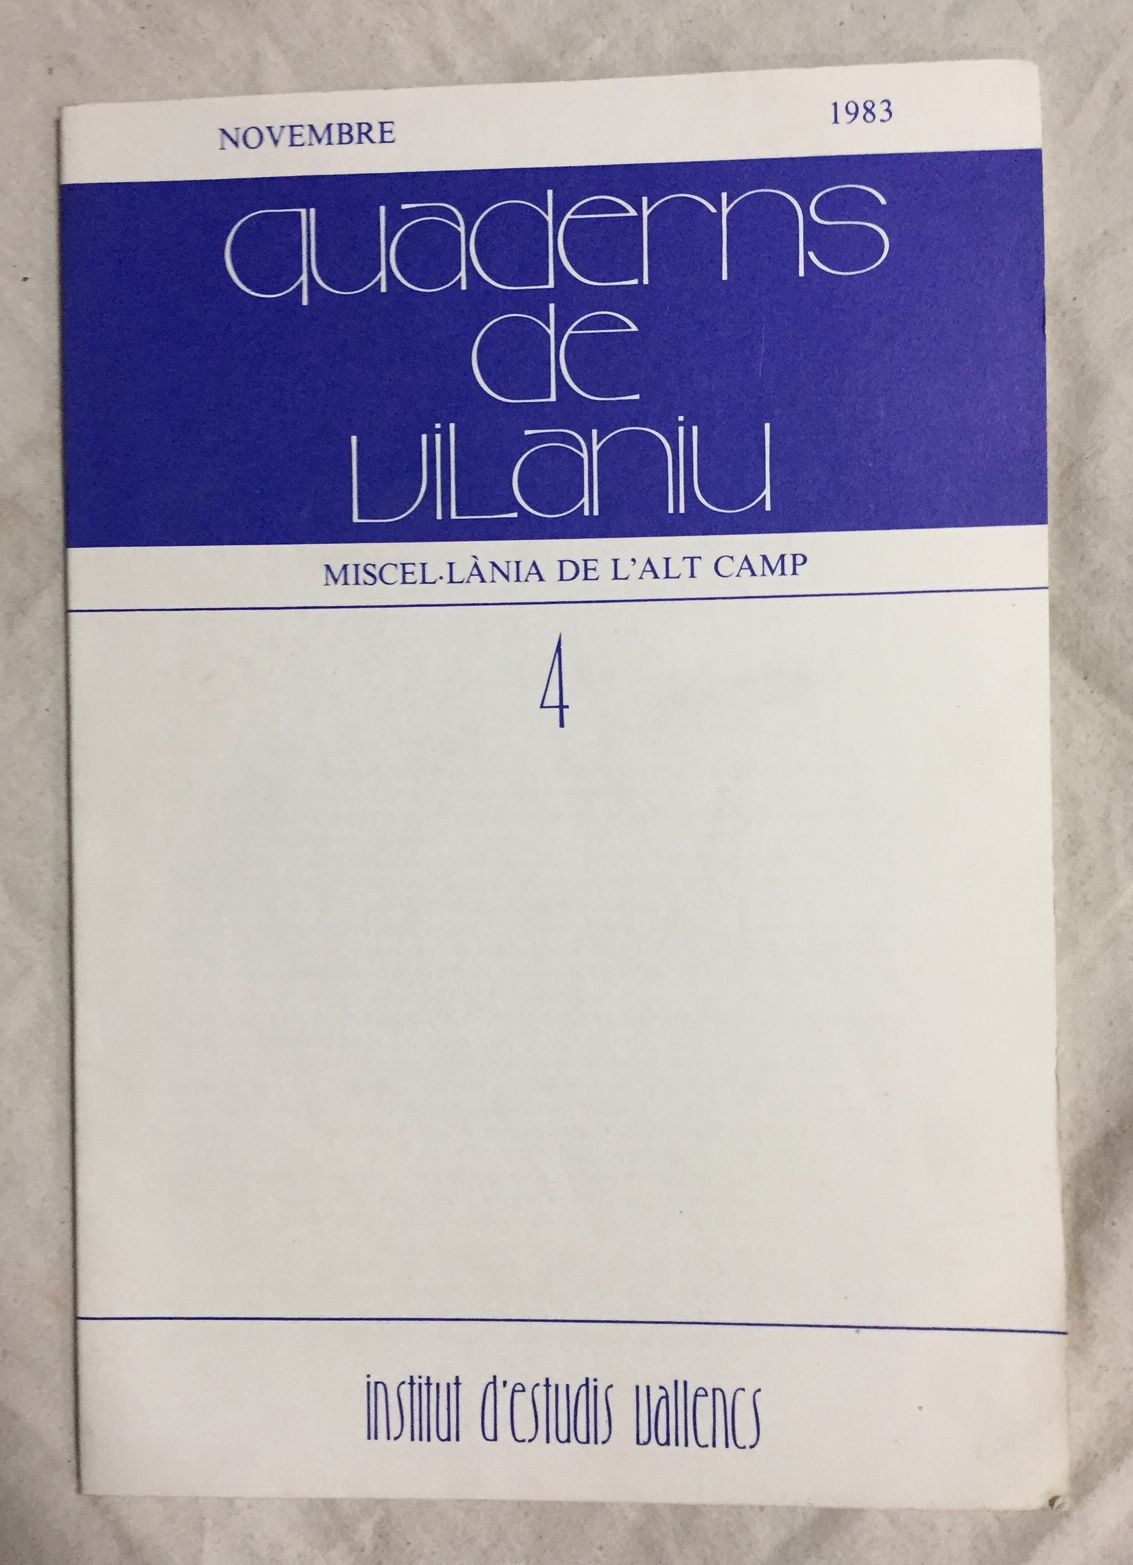 NOVEMBRE 1983
quaderns
de
vilaniu
MISCEL·LÀNIA DE L'ALT CAMP
4
institut d'estudis vallencs